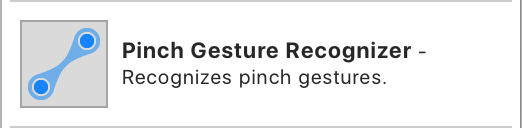 Pinch Gesture Recognizer -
Recognizes pinch gestures.